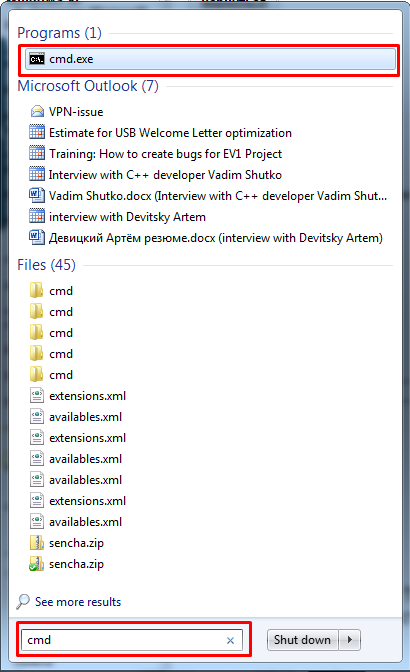 Programs (1)
cmd.exe
Microsoft Outlook (7)
VPN-issue
Estimate for USB Welcome Letter optimization
Training: How to create bugs for EV1 Project
Interview with C++ developer Vadim Shutko
Vadim Shutko.docx (Interview with C++ developer Vadim Shut...
interview with Devitsky Artem
Девицкий Артём резюме.docx (interview with Devitsky Artem)
Files (45)
cmd
cmd
cmd
cmd
cmd
extensions.xml
availables.xml
extensions.xml
availables.xml
availables.xml
extensions.xml
availables.xml
sencha.zip
sencha.zip
See more results
cmd
Shut down